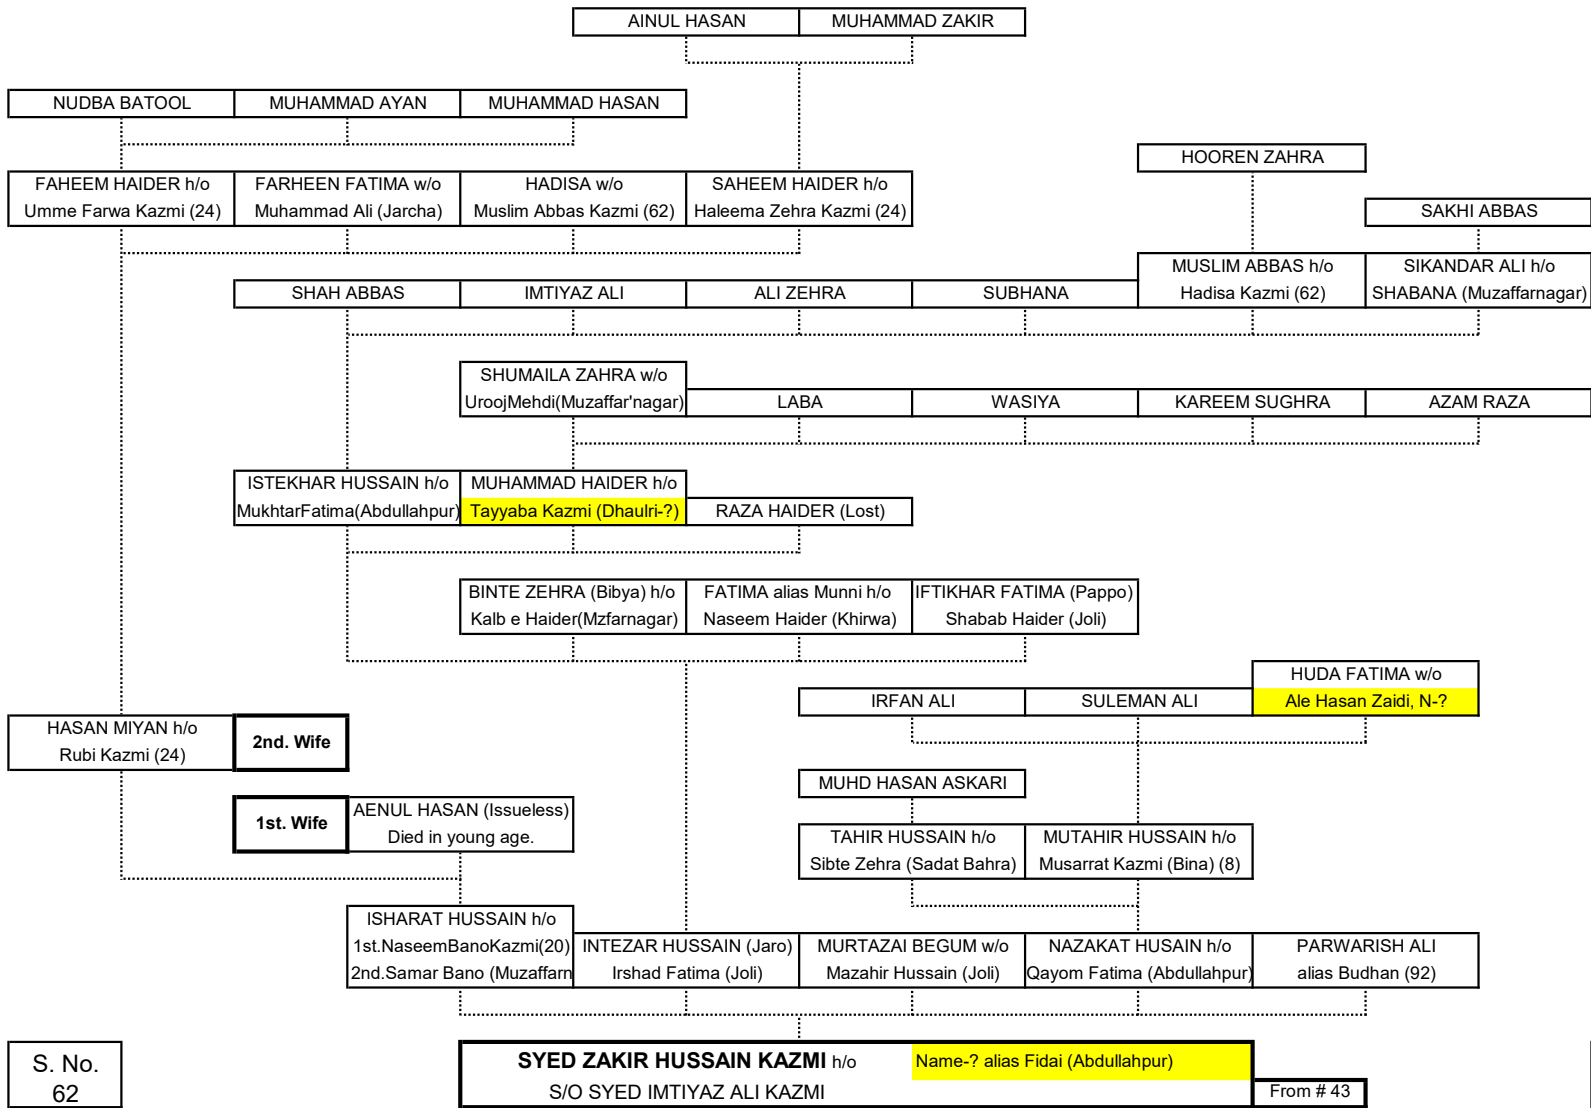 AINUL HASAN
MUHAMMAD ZAKIR
NUDBA BATOOL
MUHAMMAD AYAN
MUHAMMAD HASAN
HOOREN ZAHRA
FAHEEM HAIDER h/o
Umme Farwa Kazmi (24)
FARHEEN FATIMA w/o
Muhammad Ali (Jarcha)
HADISA w/o
Muslim Abbas Kazmi (62)
SAHEEM HAIDER h/o
Haleema Zehra Kazmi (24)
SAKHI ABBAS
SHAH ABBAS
IMTIYAZ ALI
ALI ZEHRA
SUBHANA
MUSLIM ABBAS h/o
Hadisa Kazmi (62)
SIKANDAR ALI h/o
SHABANA (Muzaffarnagar)
SHUMAILA ZAHRA w/o
UroojMehdi(Muzaffar'nagar)
LABA
WASIYA
KAREEM SUGHRA
AZAM RAZA
ISTEKHAR HUSSAIN h/o
MukhtarFatima(Abdullahpur)
MUHAMMAD HAIDER h/o
Tayyaba Kazmi (Dhaulri-?)
RAZA HAIDER (Lost)
BINTE ZEHRA (Bibya) h/o
Kalb e Haider(Mzfarnagar)
FATIMA alias Munni h/o
Naseem Haider (Khirwa)
IFTIKHAR FATIMA (Pappo)
Shabab Haider (Joli)
IRFAN ALI
SULEMAN ALI
HUDA FATIMA w/o
Ale Hasan Zaidi, N-?
HASAN MIYAN h/o
Rubi Kazmi (24)
2nd. Wife
MUHD HASAN ASKARI
1st. Wife
AENUL HASAN (Issueless)
Died in young age.
TAHIR HUSSAIN h/o
Sibte Zehra (Sadat Bahra)
MUTAHIR HUSSAIN h/o
Musarrat Kazmi (Bina) (8)
ISHARAT HUSSAIN h/o
1st.NaseemBanoKazmi(20)
2nd.Samar Bano (Muzaffarn
INTEZAR HUSSAIN (Jaro)
Irshad Fatima (Joli)
MURTAZAI BEGUM w/o
Mazahir Hussain (Joli)
NAZAKAT HUSAIN h/o
Qayom Fatima (Abdullahpur)
PARWARISH ALI
alias Budhan (92)
S. No.
62
SYED ZAKIR HUSSAIN KAZMI h/o
Name-? alias Fidai (Abdullahpur)
S/O SYED IMTIYAZ ALI KAZMI
From # 43